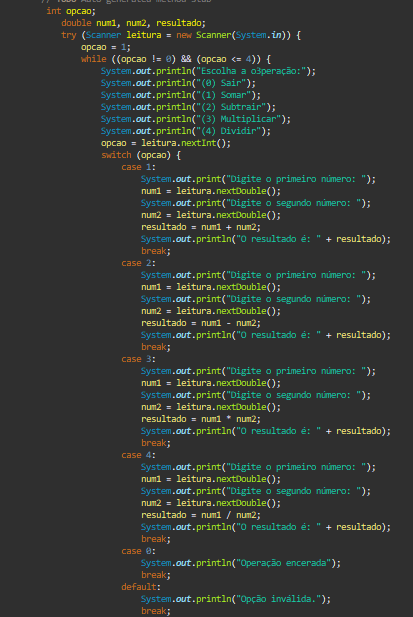 // TODO Auto-generated method stub
int opcao;
double num1, num2, resultado;
try (Scanner leitura = new Scanner(System.in)) {
opcao = 1;
while ((opcao != 0) && (opcao <= 4)) {
System.out.println("Escolha a o3peração:");
System.out.println("(0) Sair");
System.out.println("(1) Somar");
System.out.println("(2) Subtrair");
System.out.println("(3) Multiplicar");
System.out.println("(4) Dividir");
opcao = leitura.nextInt();
switch (opcao) {
case 1:
System.out.print("Digite o primeiro número: ");
num1 = leitura.nextDouble();
System.out.print("Digite o segundo número: ");
num2 = leitura.nextDouble();
resultado = num1 + num2;
System.out.println("O resultado é: " + resultado);
break;
case 2:
System.out.print("Digite o primeiro número: ");
num1 = leitura.nextDouble();
System.out.print("Digite o segundo número: ");
num2 = leitura.nextDouble();
resultado = num1 - num2;
System.out.println("O resultado é: " + resultado);
break;
case 3:
System.out.print("Digite o primeiro número: ");
num1 = leitura.nextDouble();
System.out.print("Digite o segundo número: ");
num2 = leitura.nextDouble();
resultado = num1 * num2;
System.out.println("O resultado é: " + resultado);
break;
case 4:
System.out.print("Digite o primeiro número: ");
num1 = leitura.nextDouble();
System.out.print("Digite o segundo número: ");
num2 = leitura.nextDouble();
resultado = num1 / num2;
System.out.println("O resultado é: " + resultado);
break;
case 0:
System.out.println("Operação encerada");
break;
default:
System.out.println("Opção inválida.");
break;